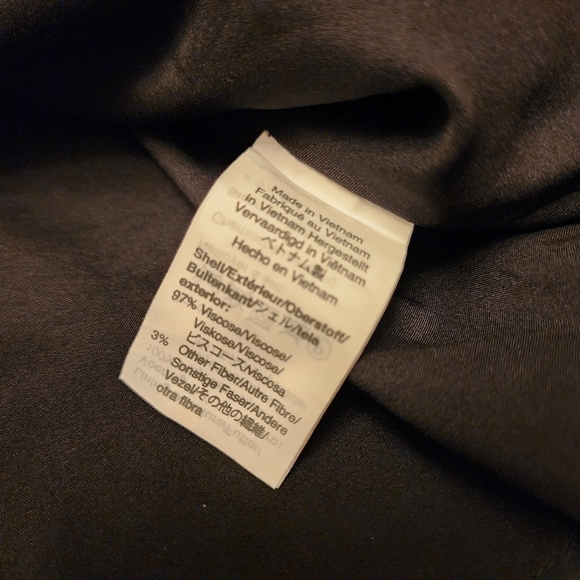 Made in Vietnam
Fabriqué au Vietnam
in Vietnam Hergestellt
Vervaardigd in Viëtnam
ベトナム製
Hecho en Vietnam
Shell/Extérieur/Oberstoff/
Buitenkant/シェル/tela
exterior:
97% Viscose/Viscose/
Viskose/Viscose/
ビスコース/viscosa
3% Other Fiber/Autre Fibre/
Sonstige Faser/Andere
Vezel/その他の繊維/
otra fibra